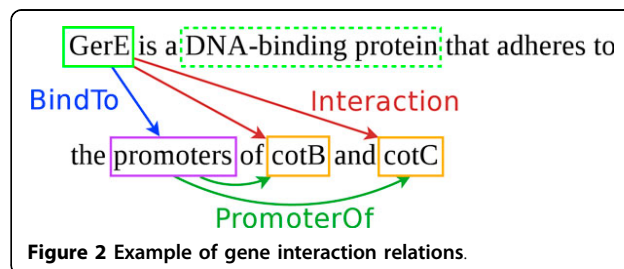 GerE is a DNA-binding protein that adheres to
BindTo
Interaction
the promoters of cotB and cotC
PromoterOf
Figure 2 Example of gene interaction relations.